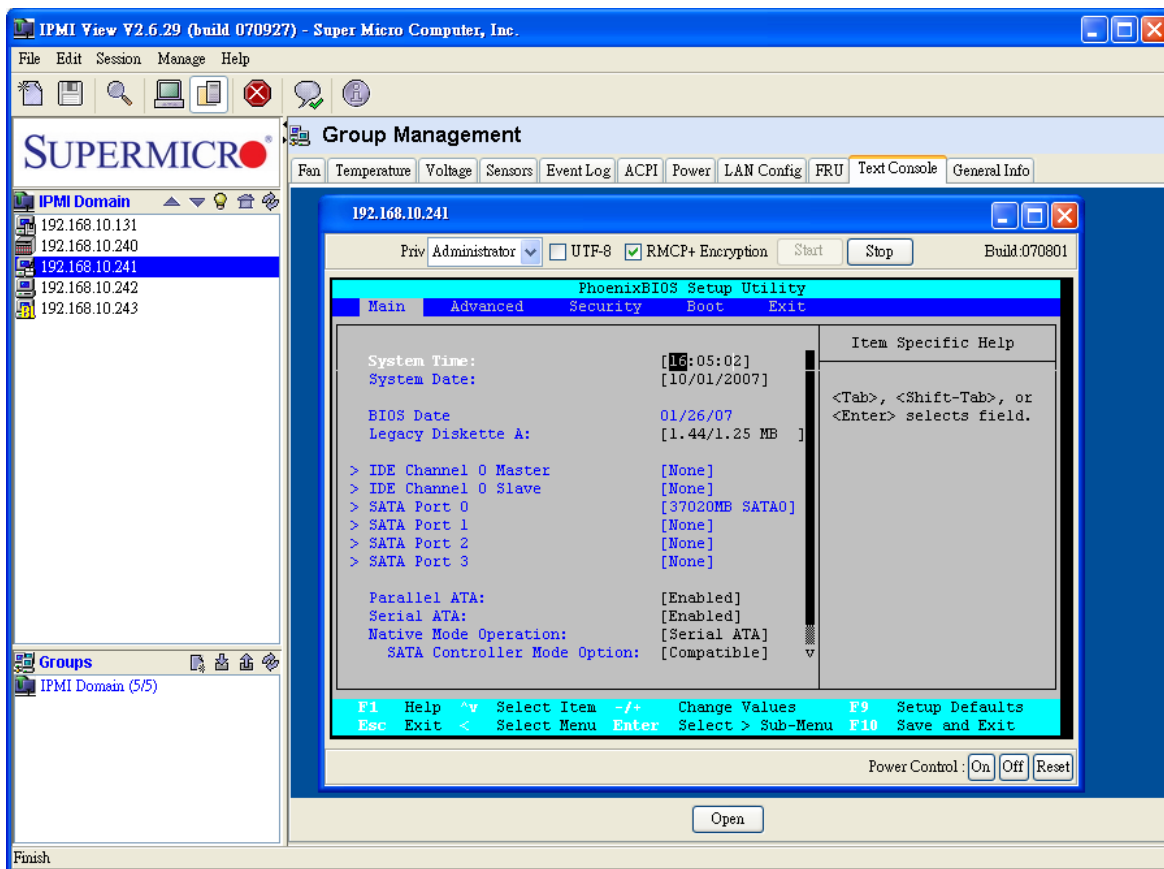 IPMI View V2.6.29 (build 070927) - Super Micro Computer, Inc.
File Edit Session Manage Help
SUPERMICRO
Group Management
Fan Temperature Voltage Sensors Event Log ACPI Power LAN Config FRU Text Console General Info
IPMI Domain
192.168.10.131
192.168.10.240
192.168.10.241
192.168.10.242
192.168.10.243
192.168.10.241
Priv Administrator UTF-8 RMCP+ Encryption Start Stop Build:070801
PhoenixBIOS Setup Utility
Main Advanced Security Boot Exit
Item Specific Help
System Time: [16:05:02]
System Date: [10/01/2007]
<Tab>, <Shift-Tab>, or
<Enter> selects field.
BIOS Date 01/26/07
Legacy Diskette A: [1.44/1.25 MB ]
> IDE Channel 0 Master [None]
> IDE Channel 0 Slave [None]
> SATA Port 0 [37020MB SATA0]
> SATA Port 1 [None]
> SATA Port 2 [None]
> SATA Port 3 [None]
Parallel ATA: [Enabled]
Serial ATA: [Enabled]
Native Mode Operation: [Serial ATA]
SATA Controller Mode Option: [Compatible] v
F1 Help ^v Select Item -/+ Change Values F9 Setup Defaults
Esc Exit < Select Menu Enter Select > Sub-Menu F10 Save and Exit
Power Control : On Off Reset
Open
Groups
IPMI Domain (5/5)
Finish